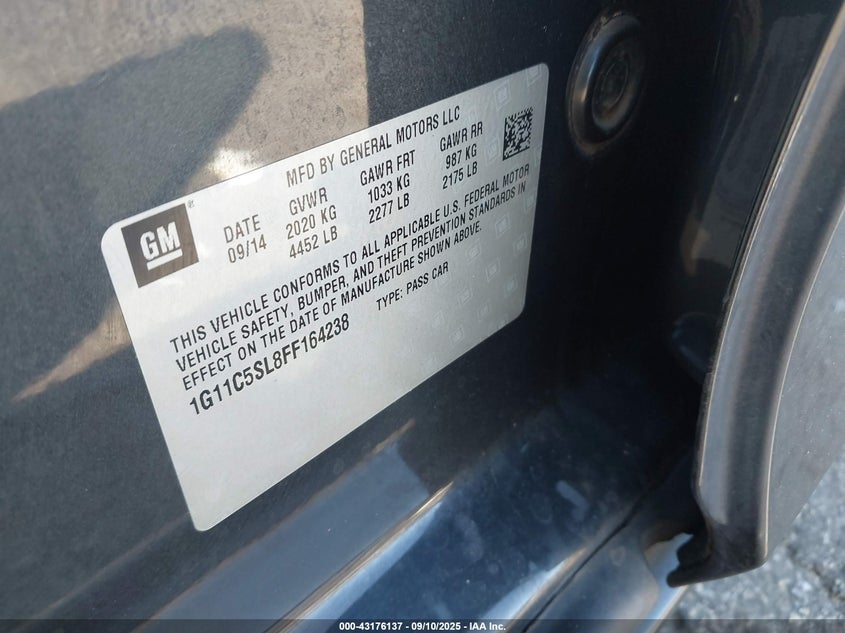 GM
®
MFD BY GENERAL MOTORS LLC
DATE GVWR GAWR FRT GAWR RR
09/14 2020 KG 1033 KG 987 KG
4452 LB 2277 LB 2175 LB
THIS VEHICLE CONFORMS TO ALL APPLICABLE U.S. FEDERAL MOTOR
VEHICLE SAFETY, BUMPER, AND THEFT PREVENTION STANDARDS IN
EFFECT ON THE DATE OF MANUFACTURE SHOWN ABOVE.
1G11C5SL8FF164238 TYPE: PASS CAR
000-43176137 - 09/10/2025 - IAA Inc.